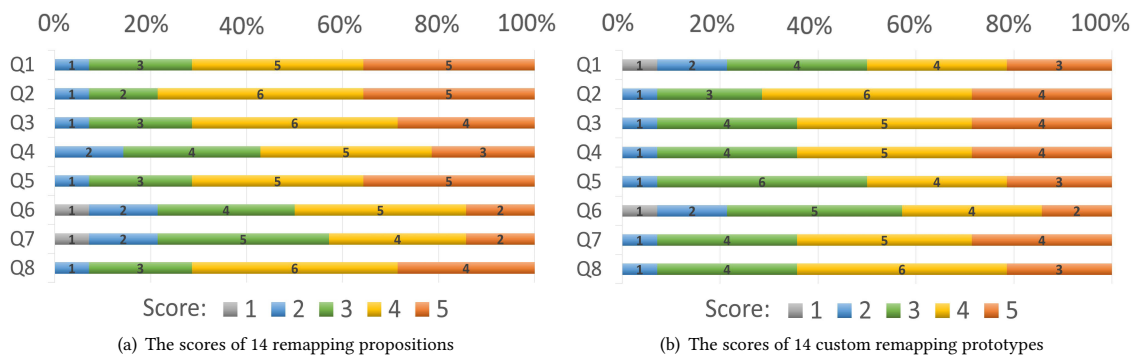 0% 20% 40% 60% 80% 100%
Q1 1 3 5 5
Q2 1 2 6 5
Q3 1 3 6 4
Q4 2 4 5 3
Q5 1 3 5 5
Q6 1 2 4 5 2
Q7 1 2 5 4 2
Q8 1 3 6 4
Score: 1 2 3 4 5
(a) The scores of 14 remapping propositions
0% 20% 40% 60% 80% 100%
Q1 1 2 4 4 3
Q2 1 3 6 4
Q3 1 4 5 4
Q4 1 4 5 4
Q5 1 6 4 3
Q6 1 2 5 4 2
Q7 1 4 5 4
Q8 1 4 6 3
Score: 1 2 3 4 5
(b) The scores of 14 custom remapping prototypes